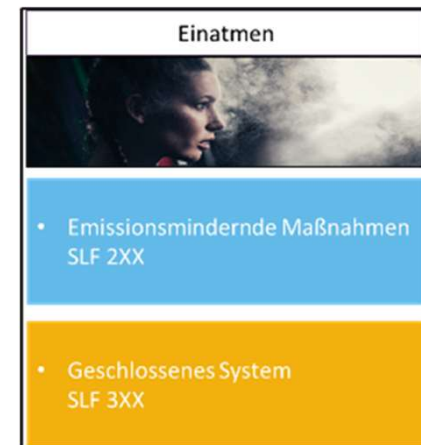 Einatmen
• Emissionsmindernde Maßnahmen
SLF 2XX
• Geschlossenes System
SLF 3XX